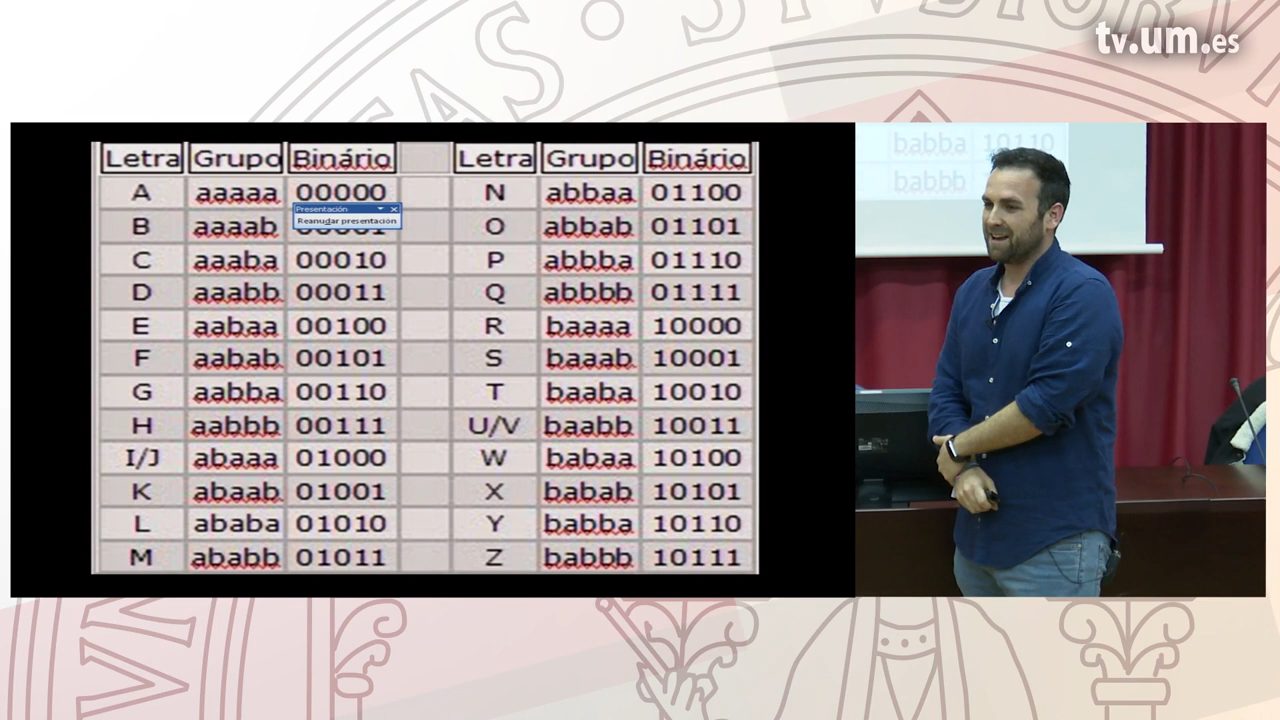 tv.um.es
Letra Grupo Binário Letra Grupo Binário
A aaaaa 00000 N abbaa 01100
Presentación
Reanudar presentación
B aaaab 00001 O abbab 01101
C aaaba 00010 P abbba 01110
D aaabb 00011 Q abbbb 01111
E aabaa 00100 R baaaa 10000
F aabab 00101 S baaab 10001
G aabba 00110 T baaba 10010
H aabbb 00111 U/V baabb 10011
I/J abaaa 01000 W babaa 10100
K abaab 01001 X babab 10101
L ababa 01010 Y babba 10110
M ababb 01011 Z babbb 10111
babba 10110
babbb